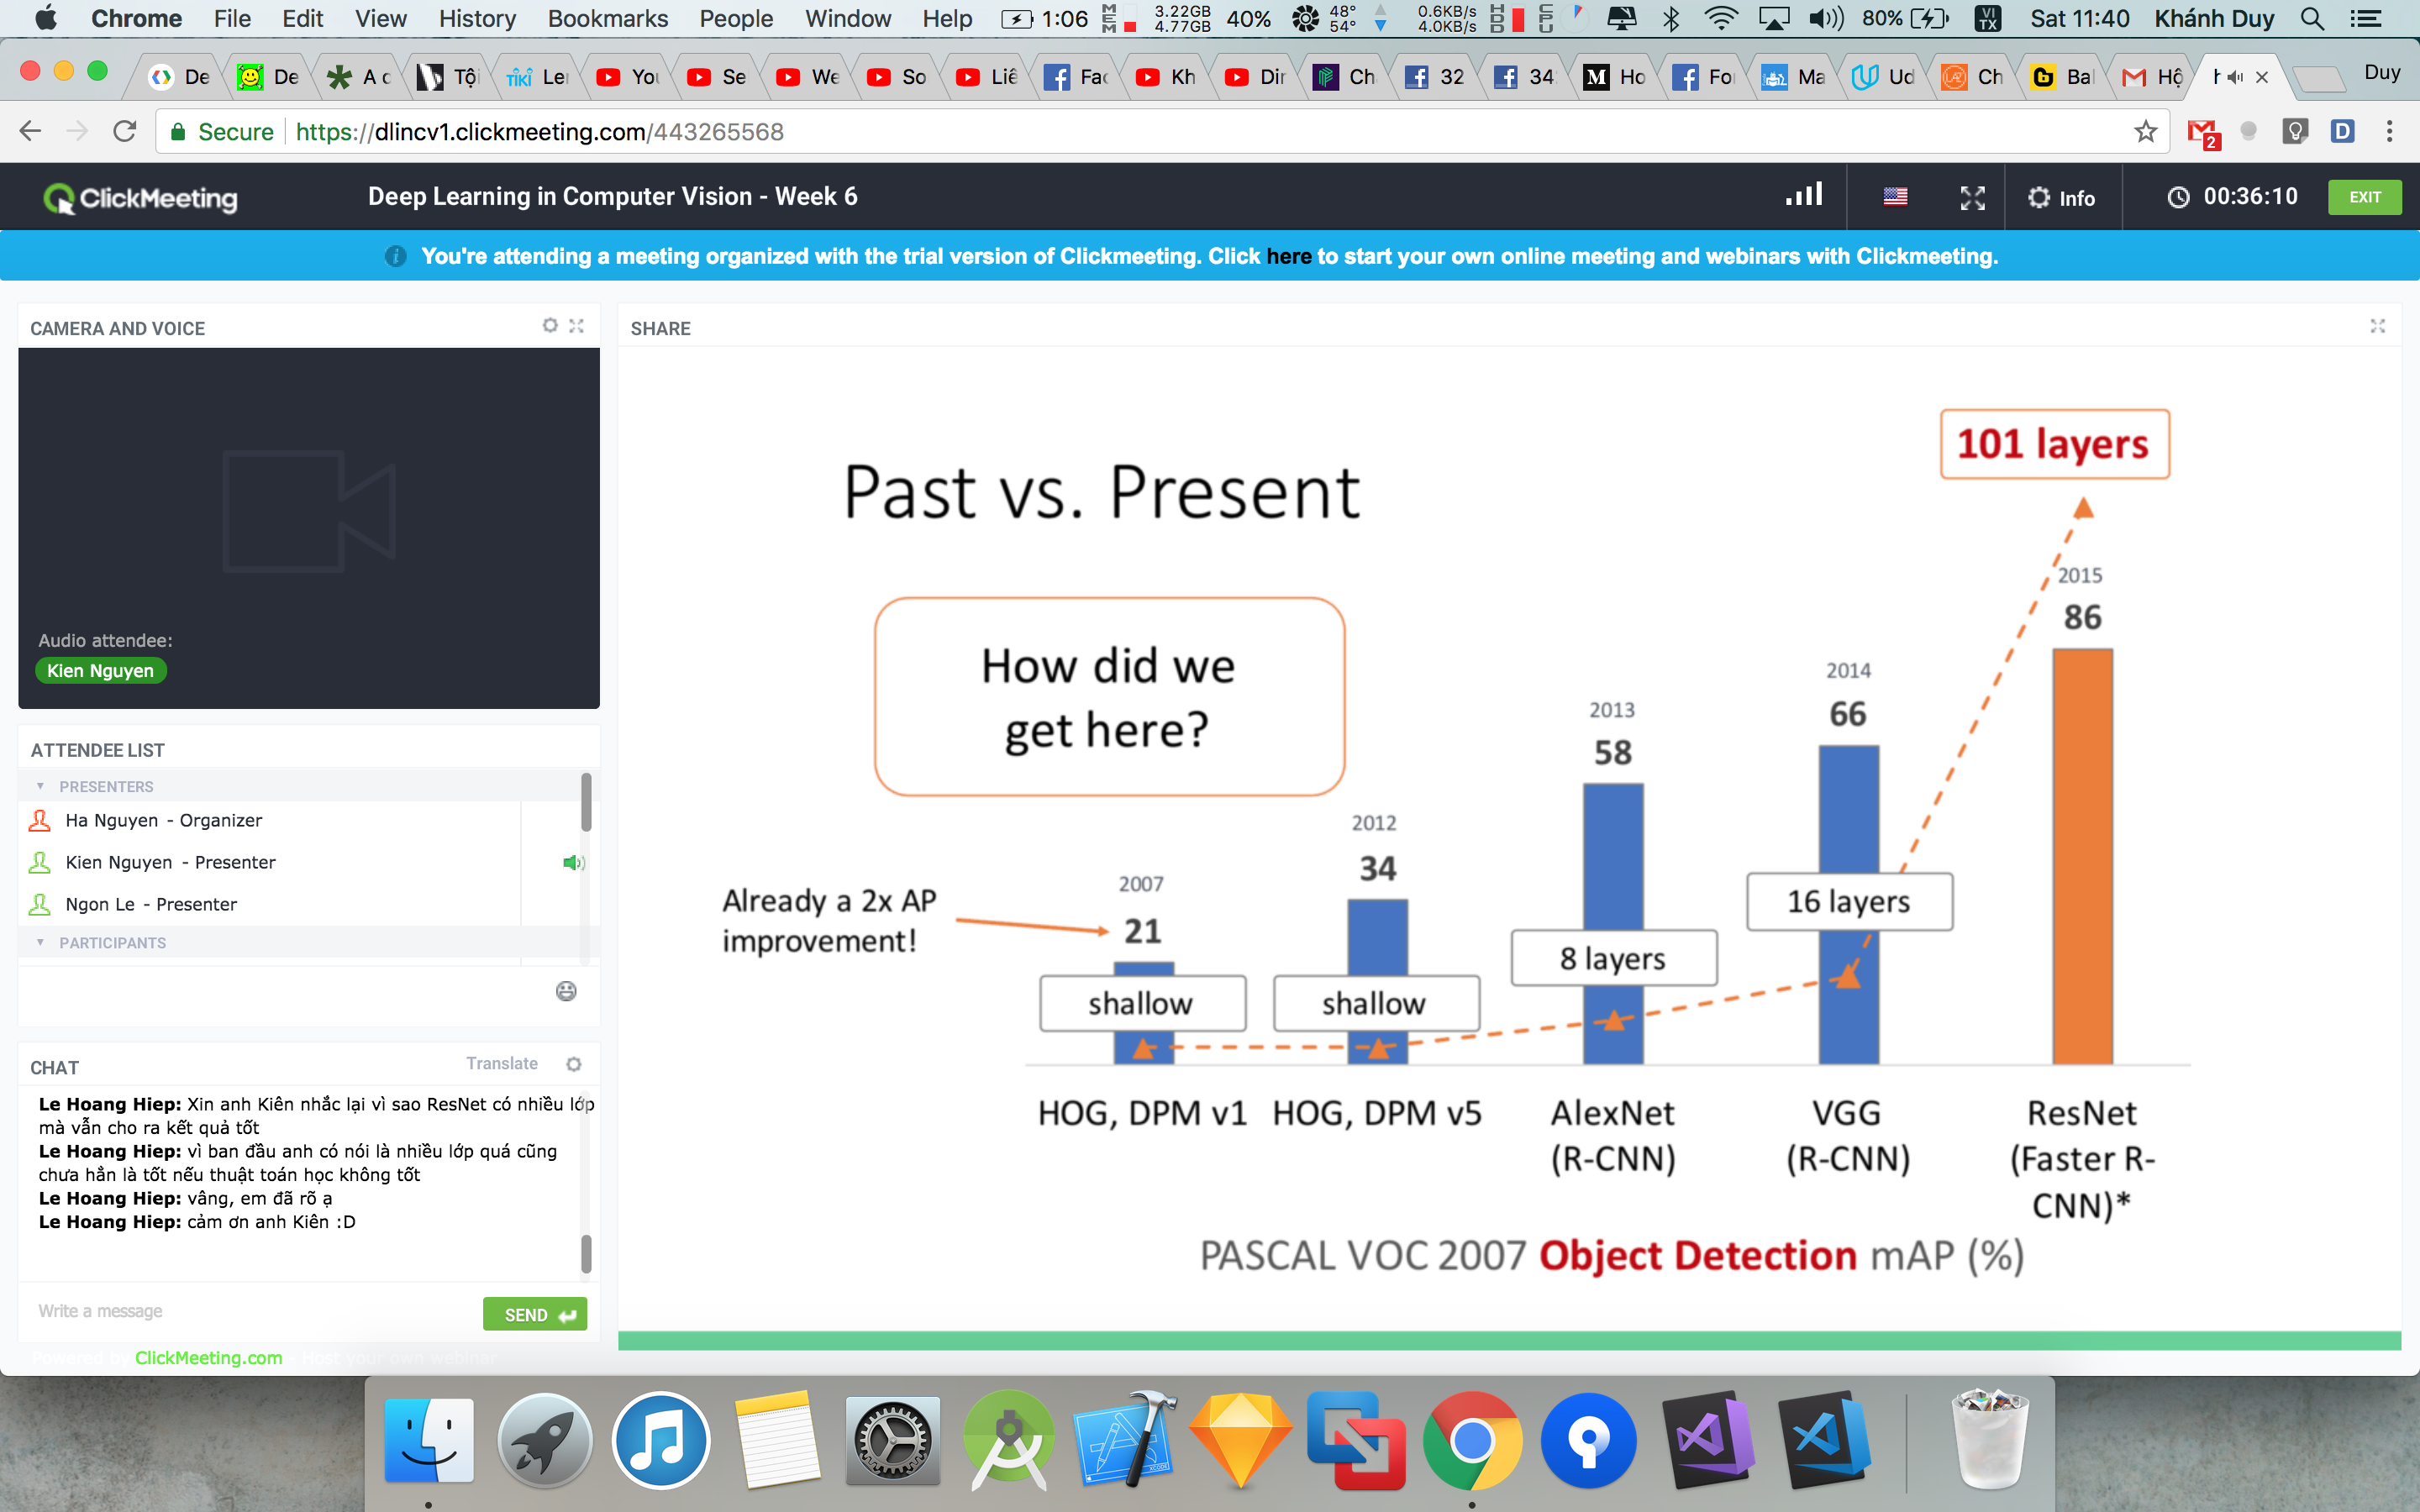 Chrome File Edit View History Bookmarks People Window Help 1:06 MEM 3.22GB 4.77GB 40% 48° 54° 0.6KB/s 4.0KB/s HDD CPU 80% VI TX Sat 11:40 Khánh Duy
De De A c Tội TIKI Ler You Se We So Liê Fac Kh Dir Ch 32 34 M Ho For Ma Ud Ch Bal Hộ h Duy
Secure https://dlincv1.clickmeeting.com/443265568 2 D
ClickMeeting Deep Learning in Computer Vision - Week 6 Info 00:36:10 EXIT
You're attending a meeting organized with the trial version of Clickmeeting. Click here to start your own online meeting and webinars with Clickmeeting.
CAMERA AND VOICE
Audio attendee:
Kien Nguyen
ATTENDEE LIST
PRESENTERS
Ha Nguyen - Organizer
Kien Nguyen - Presenter
Ngon Le - Presenter
PARTICIPANTS
CHAT Translate
Le Hoang Hiep: Xin anh Kiên nhắc lại vì sao ResNet có nhiều lớp
mà vẫn cho ra kết quả tốt
Le Hoang Hiep: vì ban đầu anh có nói là nhiều lớp quá cũng
chưa hẳn là tốt nếu thuật toán học không tốt
Le Hoang Hiep: vâng, em đã rõ ạ
Le Hoang Hiep: cảm ơn anh Kiên :D
Write a message SEND
Powered by ClickMeeting.com
SHARE
Past vs. Present
101 layers
How did we
get here?
2015
86
2014
66
2013
58
2012
34
2007
21
Already a 2x AP
improvement!
shallow shallow 8 layers 16 layers
HOG, DPM v1 HOG, DPM v5 AlexNet VGG ResNet
(R-CNN) (R-CNN) (Faster R-
CNN)*
PASCAL VOC 2007 Object Detection mAP (%)